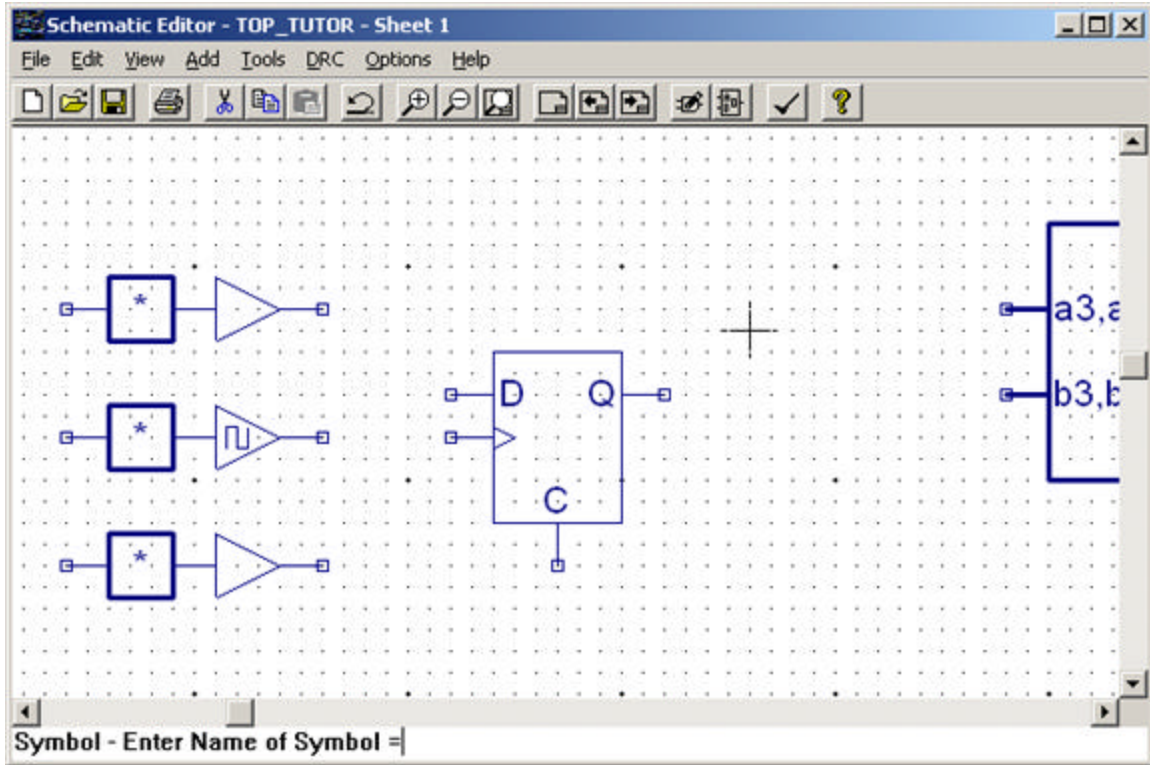 Schematic Editor - TOP_TUTOR - Sheet 1
File Edit View Add Tools DRC Options Help
*
a3,a
D Q
b3,b
*
C
*
Symbol - Enter Name of Symbol =